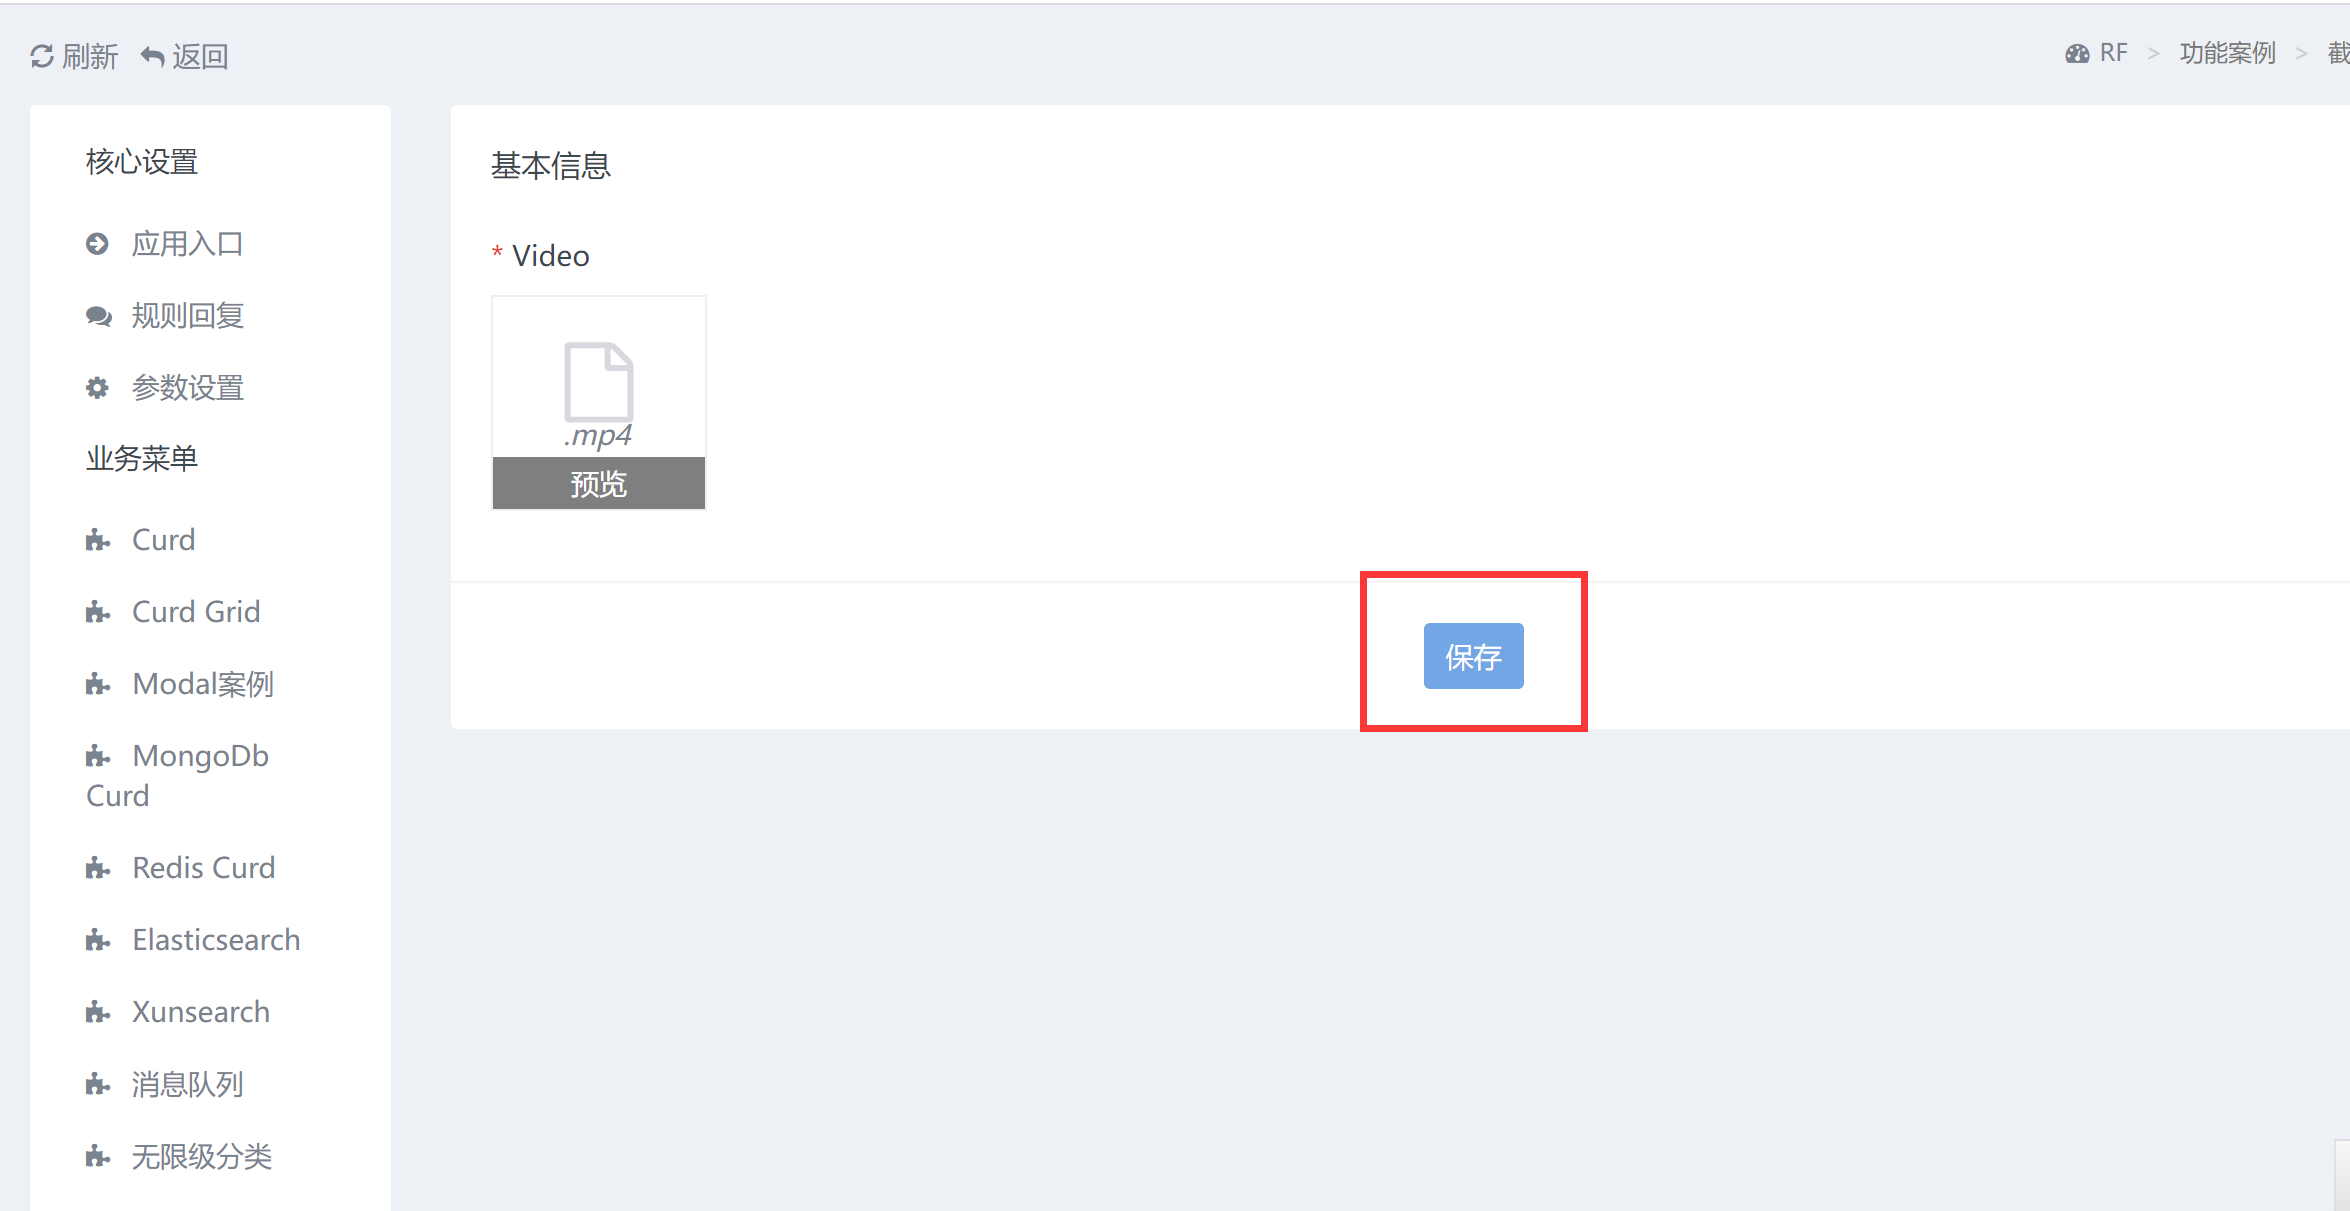 刷新 返回
RF > 功能案例 > 截
核心设置
应用入口
规则回复
参数设置
业务菜单
Curd
Curd Grid
Modal案例
MongoDb
Curd
Redis Curd
Elasticsearch
Xunsearch
消息队列
无限级分类
基本信息
* Video
.mp4
预览
保存